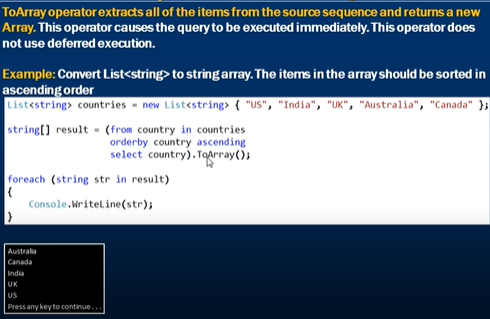 ToArray operator extracts all of the items from the source sequence and returns a new
Array. This operator causes the query to be executed immediately. This operator does
not use deferred execution.
Example: Convert List<string> to string array. The items in the array should be sorted in
ascending order
List<string> countries = new List<string> { "US", "India", "UK", "Australia", "Canada" };
string[] result = (from country in countries
orderby country ascending
select country).ToArray();
foreach (string str in result)
{
Console.WriteLine(str);
}
Australia
Canada
India
UK
US
Press any key to continue . . .